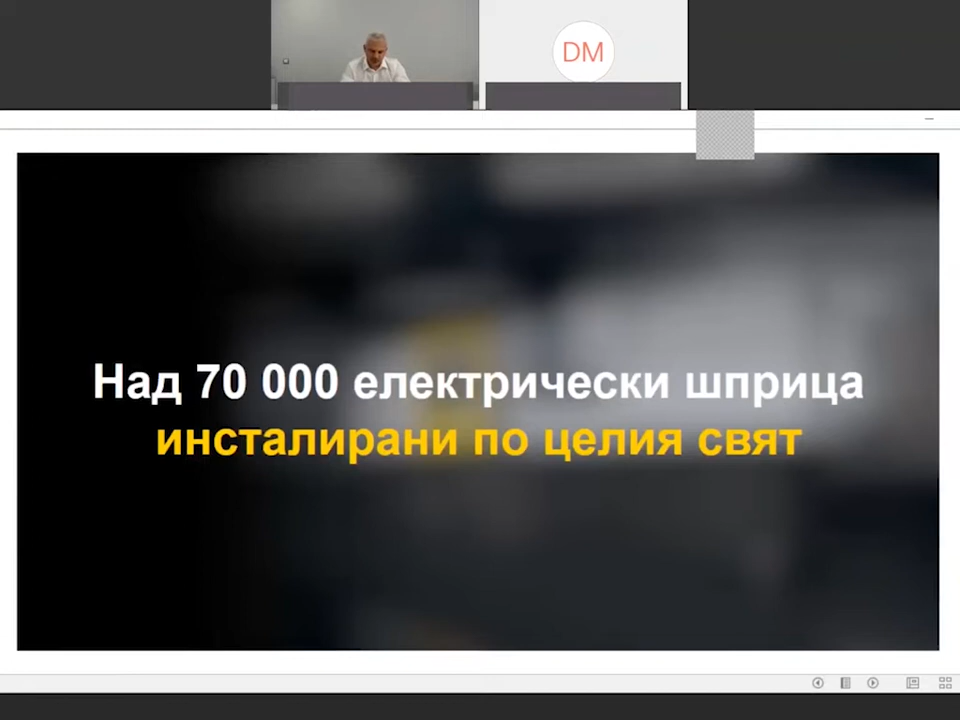 DM
Над 70 000 електрически шприца
инсталирани по целия свят